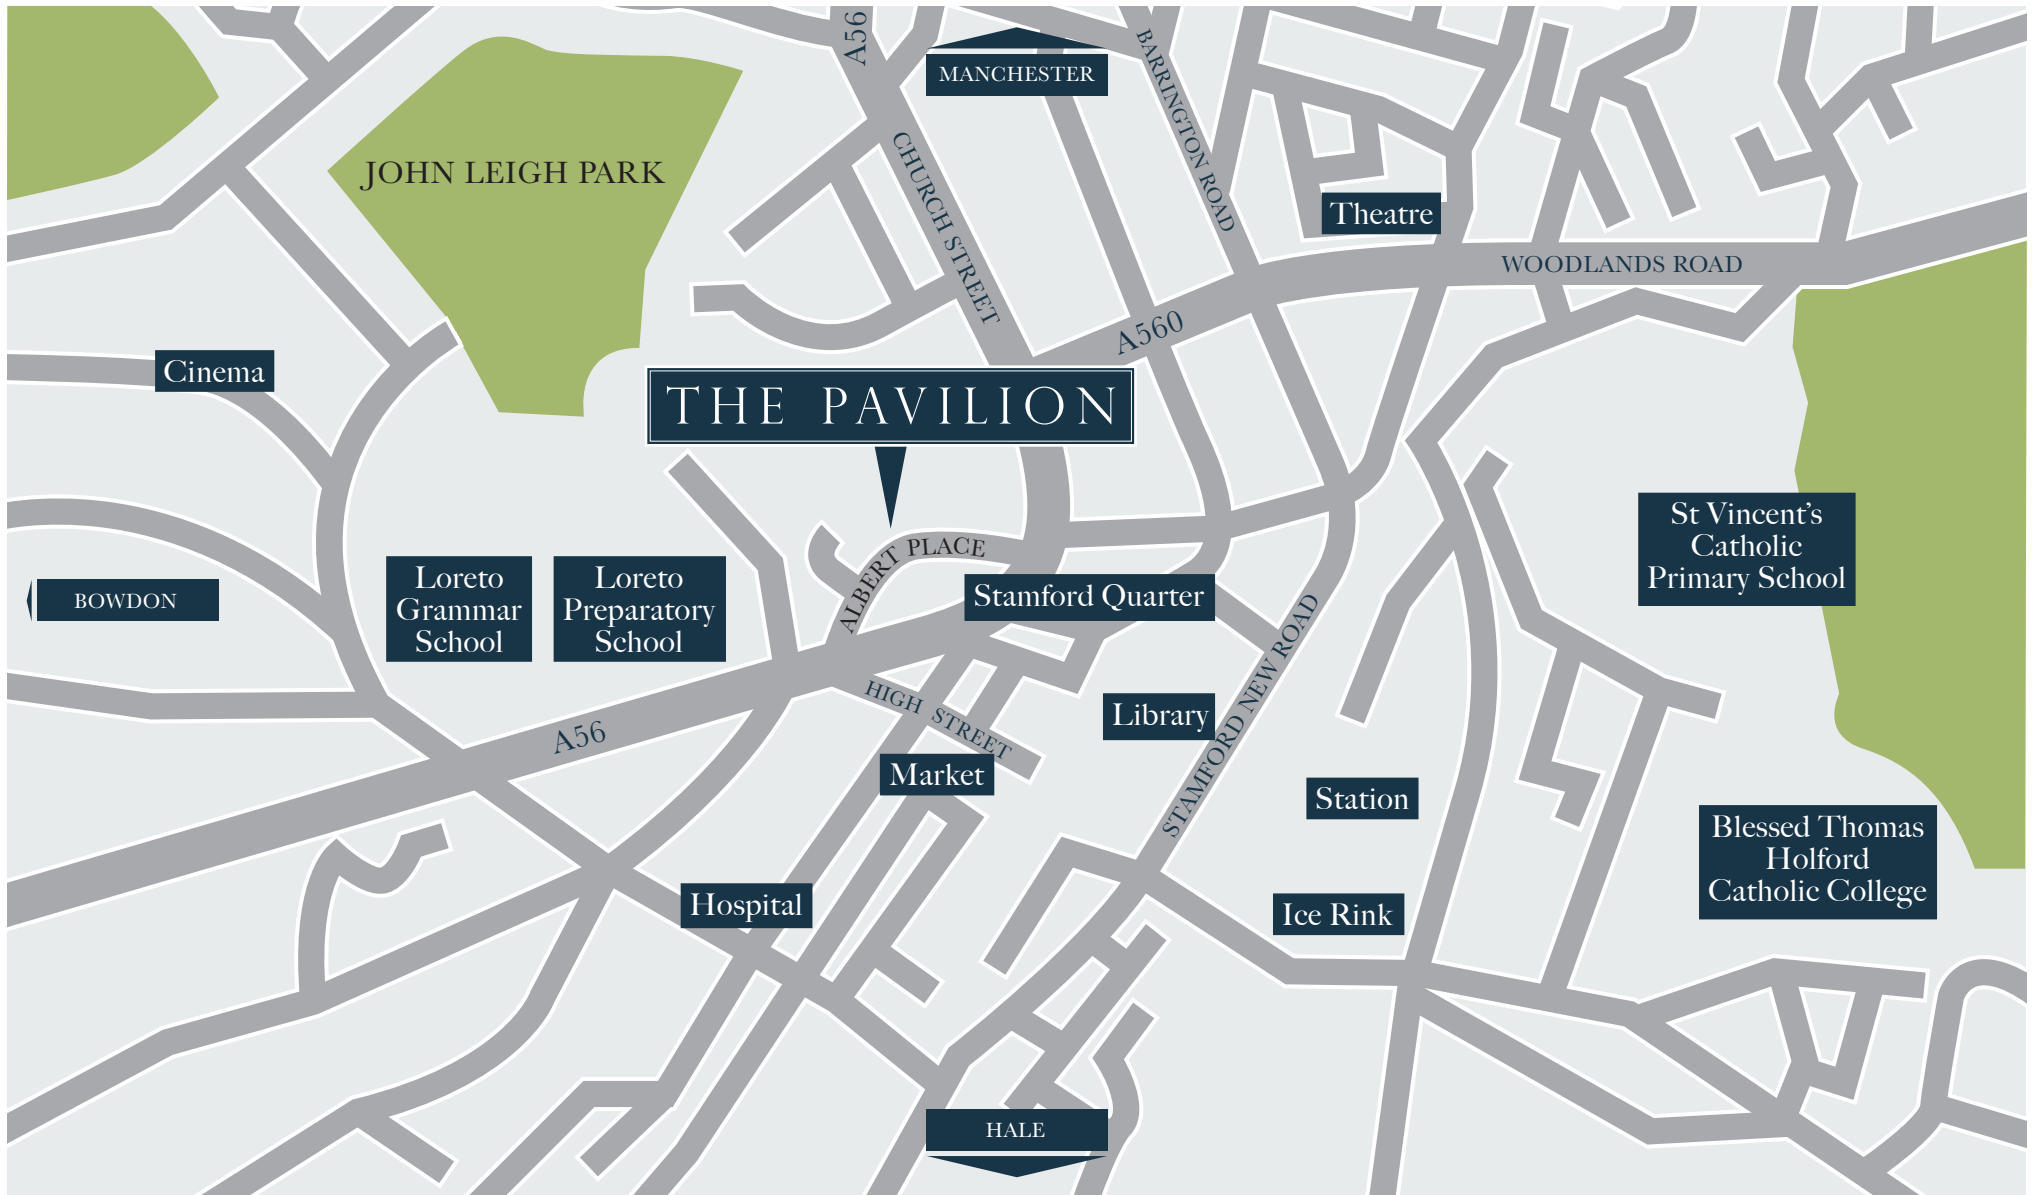 A56
MANCHESTER
BARRINGTON ROAD
JOHN LEIGH PARK
CHURCH STREET
Theatre
WOODLANDS ROAD
A560
Cinema
THE PAVILION
St Vincent's
Catholic
Primary School
ALBERT PLACE
BOWDON
Loreto
Grammar
School
Loreto
Preparatory
School
Stamford Quarter
STAMFORD NEW ROAD
HIGH STREET
Library
A56
Market
Station
Blessed Thomas
Holford
Catholic College
Hospital
Ice Rink
HALE